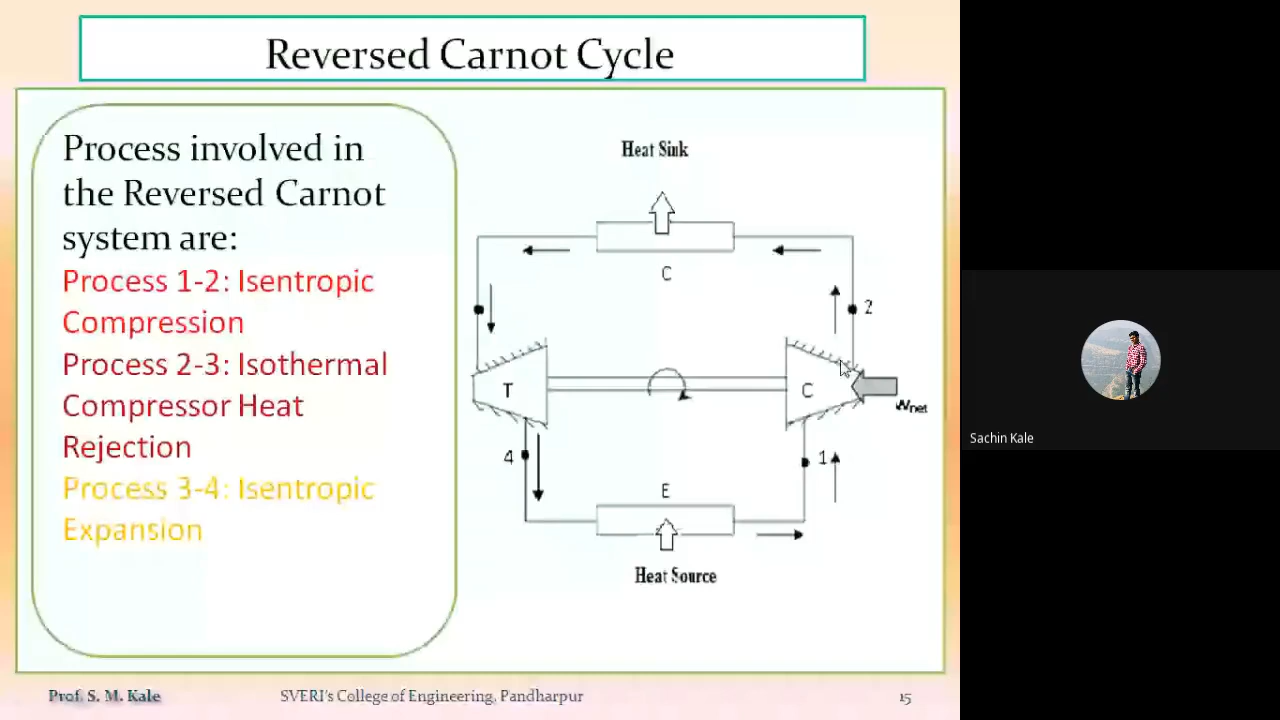 Reversed Carnot Cycle
Process involved in
the Reversed Carnot
system are:
Process 1-2: Isentropic
Compression
Process 2-3: Isothermal
Compressor Heat
Rejection
Process 3-4: Isentropic
Expansion
Heat Sink
C
2
T
C
Wnet
4
1
E
Heat Source
Sachin Kale
Prof. S. M. Kale
SVERI's College of Engineering, Pandharpur
15